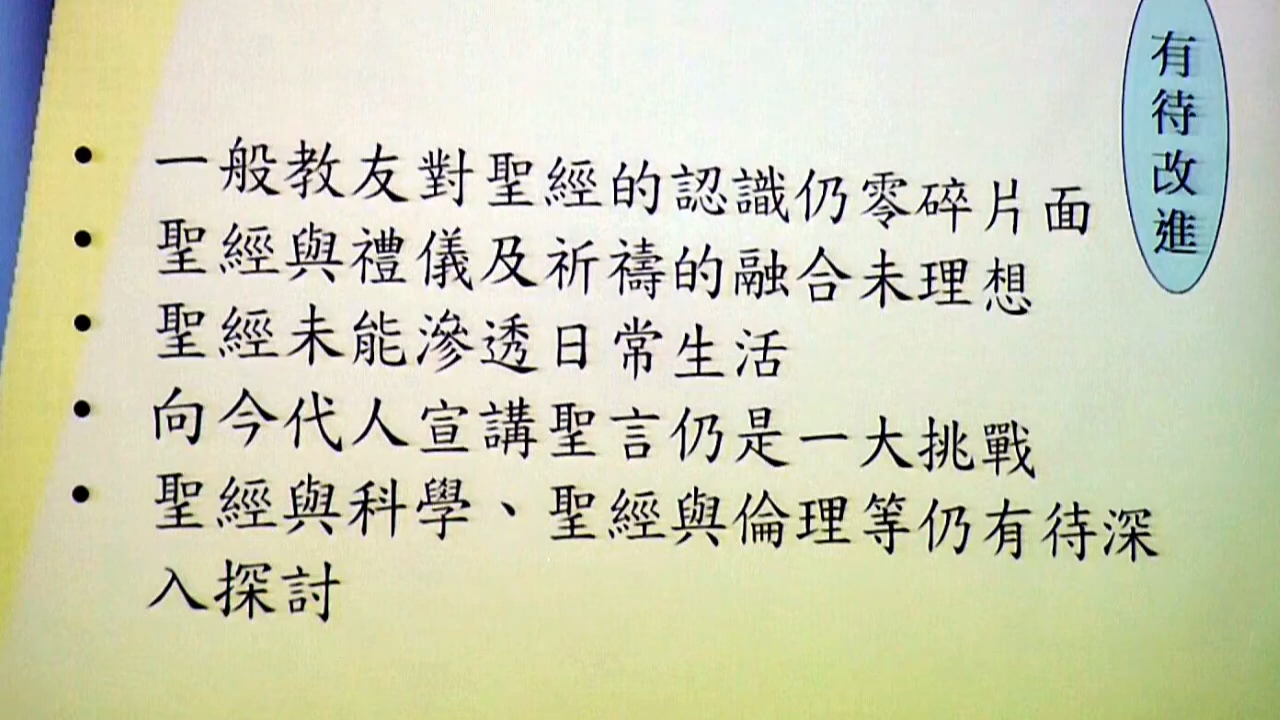 有待改進
• 一般教友對聖經的認識仍零碎片面
• 聖經與禮儀及祈禱的融合未理想
• 聖經未能滲透日常生活
• 向今代人宣講聖言仍是一大挑戰
• 聖經與科學、聖經與倫理等仍有待深
入探討